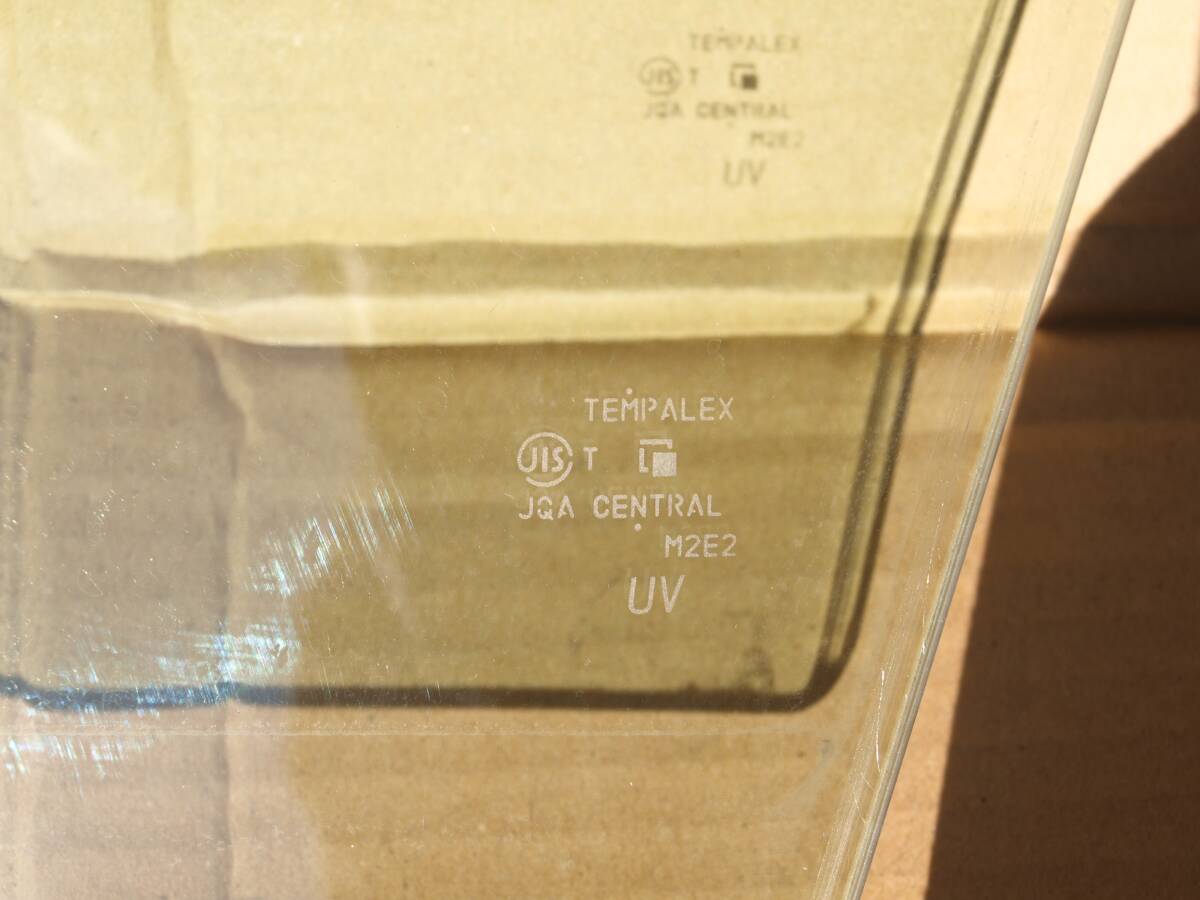 TEMPALEX
JIS T
JQA CENTRAL
M2E2
UV
TEMPALEX
JIS T
JQA CENTRAL
M2E2
UV